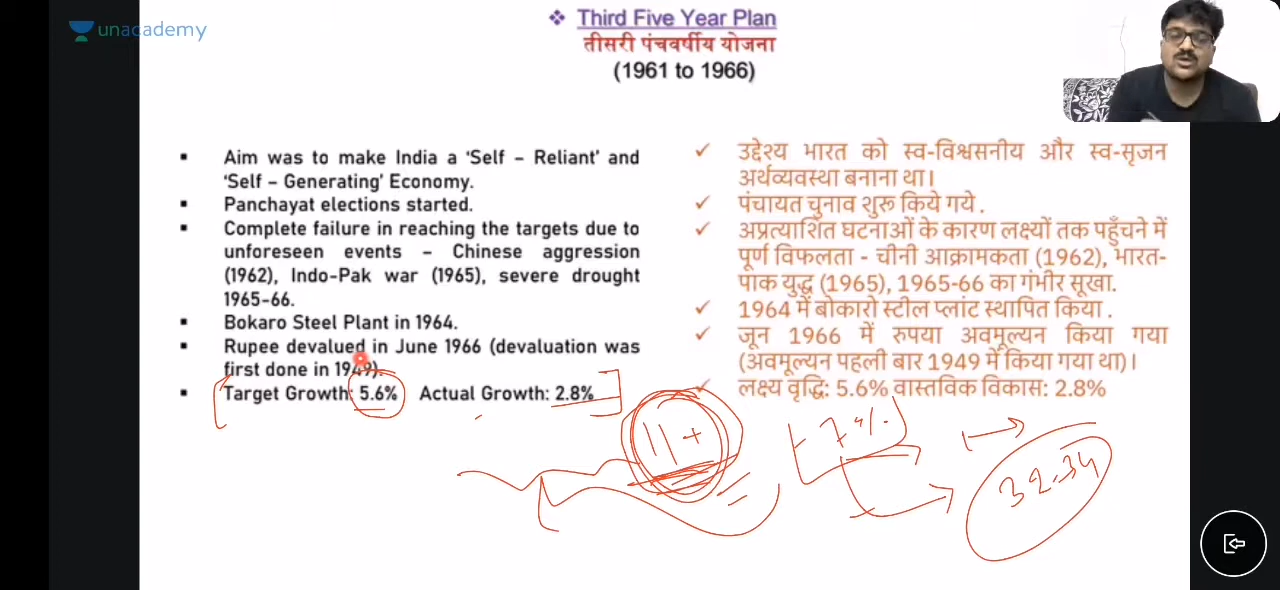 unacademy
❖ Third Five Year Plan
तीसरी पंचवर्षीय योजना
(1961 to 1966)
▪ Aim was to make India a ‘Self – Reliant’ and
‘Self – Generating’ Economy.
▪ Panchayat elections started.
▪ Complete failure in reaching the targets due to
unforeseen events – Chinese aggression
(1962), Indo-Pak war (1965), severe drought
1965-66.
▪ Bokaro Steel Plant in 1964.
▪ Rupee devalued in June 1966 (devaluation was
first done in 1949).
▪ Target Growth: 5.6% Actual Growth: 2.8%
✓ उद्देश्य भारत को स्व-विश्वसनीय और स्व-सृजन
अर्थव्यवस्था बनाना था।
✓ पंचायत चुनाव शुरू किये गये .
✓ अप्रत्याशित घटनाओं के कारण लक्ष्यों तक पहुँचने में
पूर्ण विफलता - चीनी आक्रामकता (1962), भारत-
पाक युद्ध (1965), 1965-66 का गंभीर सूखा.
✓ 1964 में बोकारो स्टील प्लांट स्थापित किया .
✓ जून 1966 में रुपया अवमूल्यन किया गया
(अवमूल्यन पहली बार 1949 में किया गया था)।
✓ लक्ष्य वृद्धि: 5.6% वास्तविक विकास: 2.8%
11+
-7%
32-34